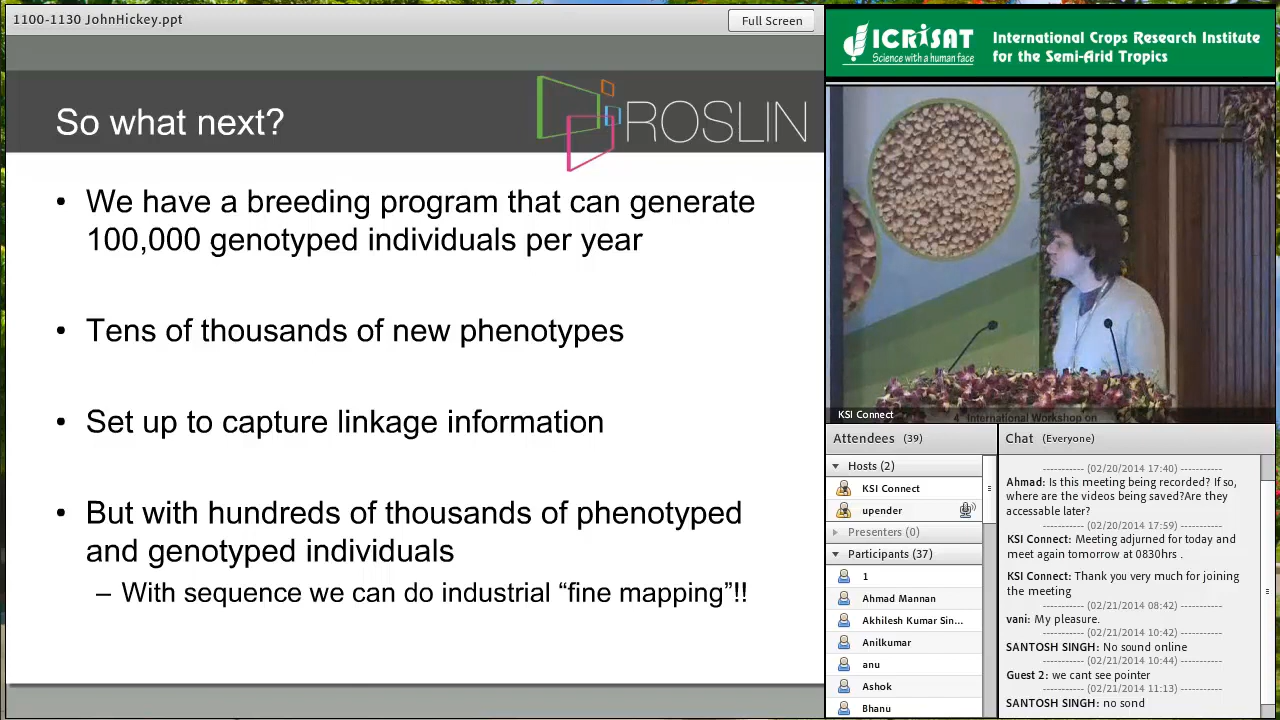 1100-1130 JohnHickey.ppt
Full Screen
So what next?
ROSLIN
• We have a breeding program that can generate
100,000 genotyped individuals per year
• Tens of thousands of new phenotypes
• Set up to capture linkage information
• But with hundreds of thousands of phenotyped
and genotyped individuals
– With sequence we can do industrial “fine mapping”!!
ICRISAT
Science with a human face
International Crops Research Institute
for the Semi-Arid Tropics
KSI Connect
4 International Workshop on
Attendees (39)
Hosts (2)
KSI Connect
upender
Presenters (0)
Participants (37)
1
Ahmad Mannan
Akhilesh Kumar Sin...
Anilkumar
anu
Ashok
Bhanu
Chat (Everyone)
---------- (02/20/2014 17:40) ----------
Ahmad: Is this meeting being recorded? If so,
where are the videos being saved?Are they
accessable later?
---------- (02/20/2014 17:59) ----------
KSI Connect: Meeting adjurned for today and
meet again tomorrow at 0830hrs .
KSI Connect: Thank you very much for joining
the meeting
---------- (02/21/2014 08:42) ----------
vani: My pleasure.
---------- (02/21/2014 10:42) ----------
SANTOSH SINGH: No sound online
---------- (02/21/2014 10:44) ----------
Guest 2: we cant see pointer
---------- (02/21/2014 11:13) ----------
SANTOSH SINGH: no sond